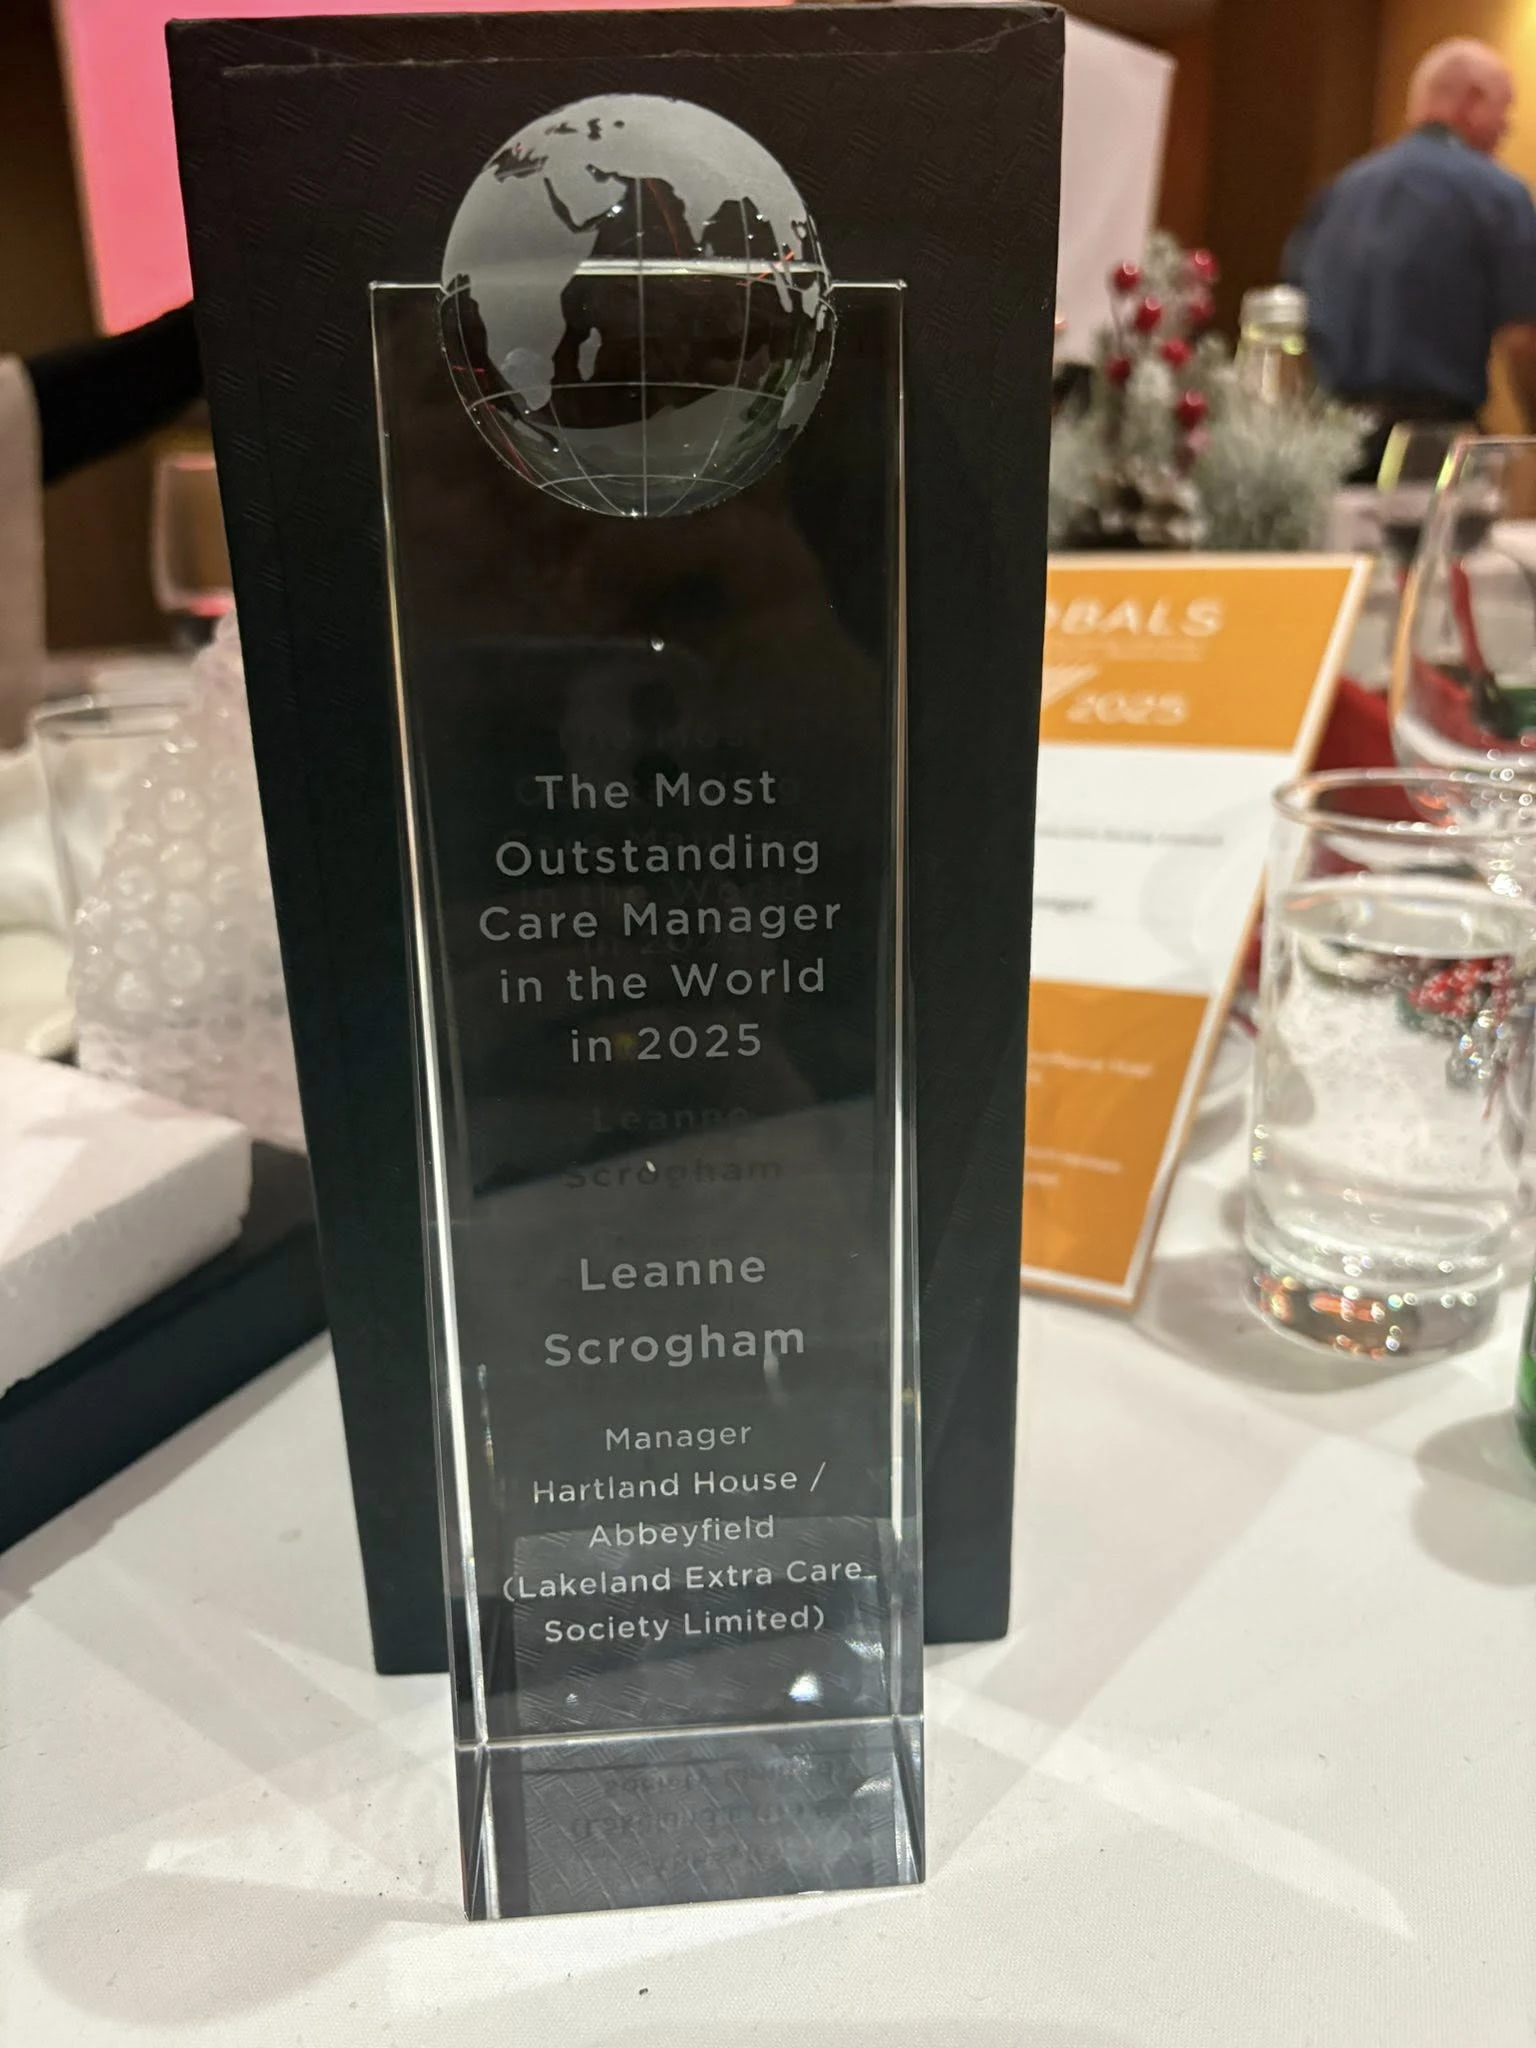 The Most
Outstanding
Care Manager
in the World
in 2025
Leanne
Scrogham
Manager
Hartland House /
Abbeyfield
(Lakeland Extra Care
Society Limited)
OBALS
2025